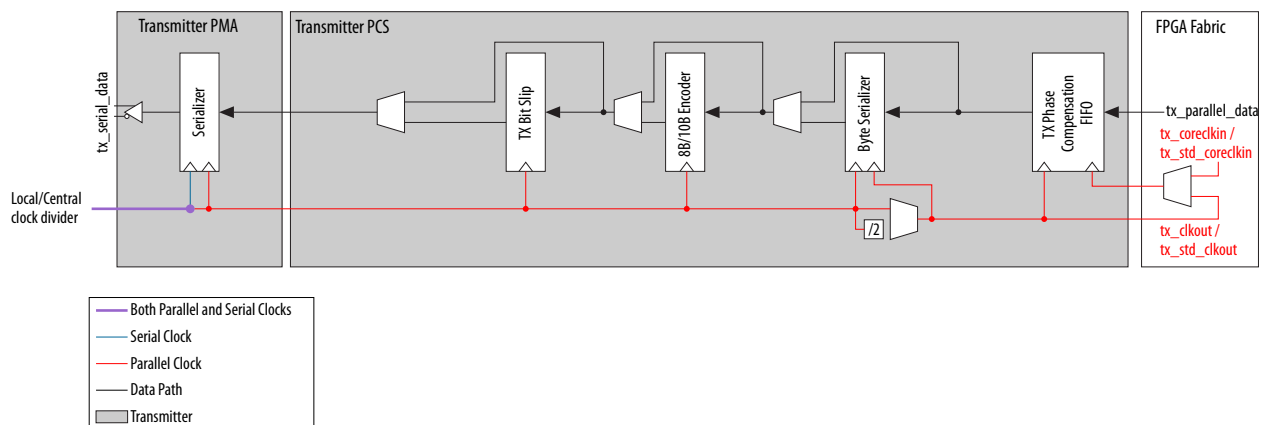 Transmitter PMA
Transmitter PCS
FPGA Fabric
tx_serial_data
Serializer
TX Bit Slip
8B/10B Encoder
Byte Serializer
TX Phase
Compensation
FIFO
tx_parallel_data
tx_coreclkin /
tx_std_coreclkin
Local/Central
clock divider
/2
tx_clkout /
tx_std_clkout
Both Parallel and Serial Clocks
Serial Clock
Parallel Clock
Data Path
Transmitter